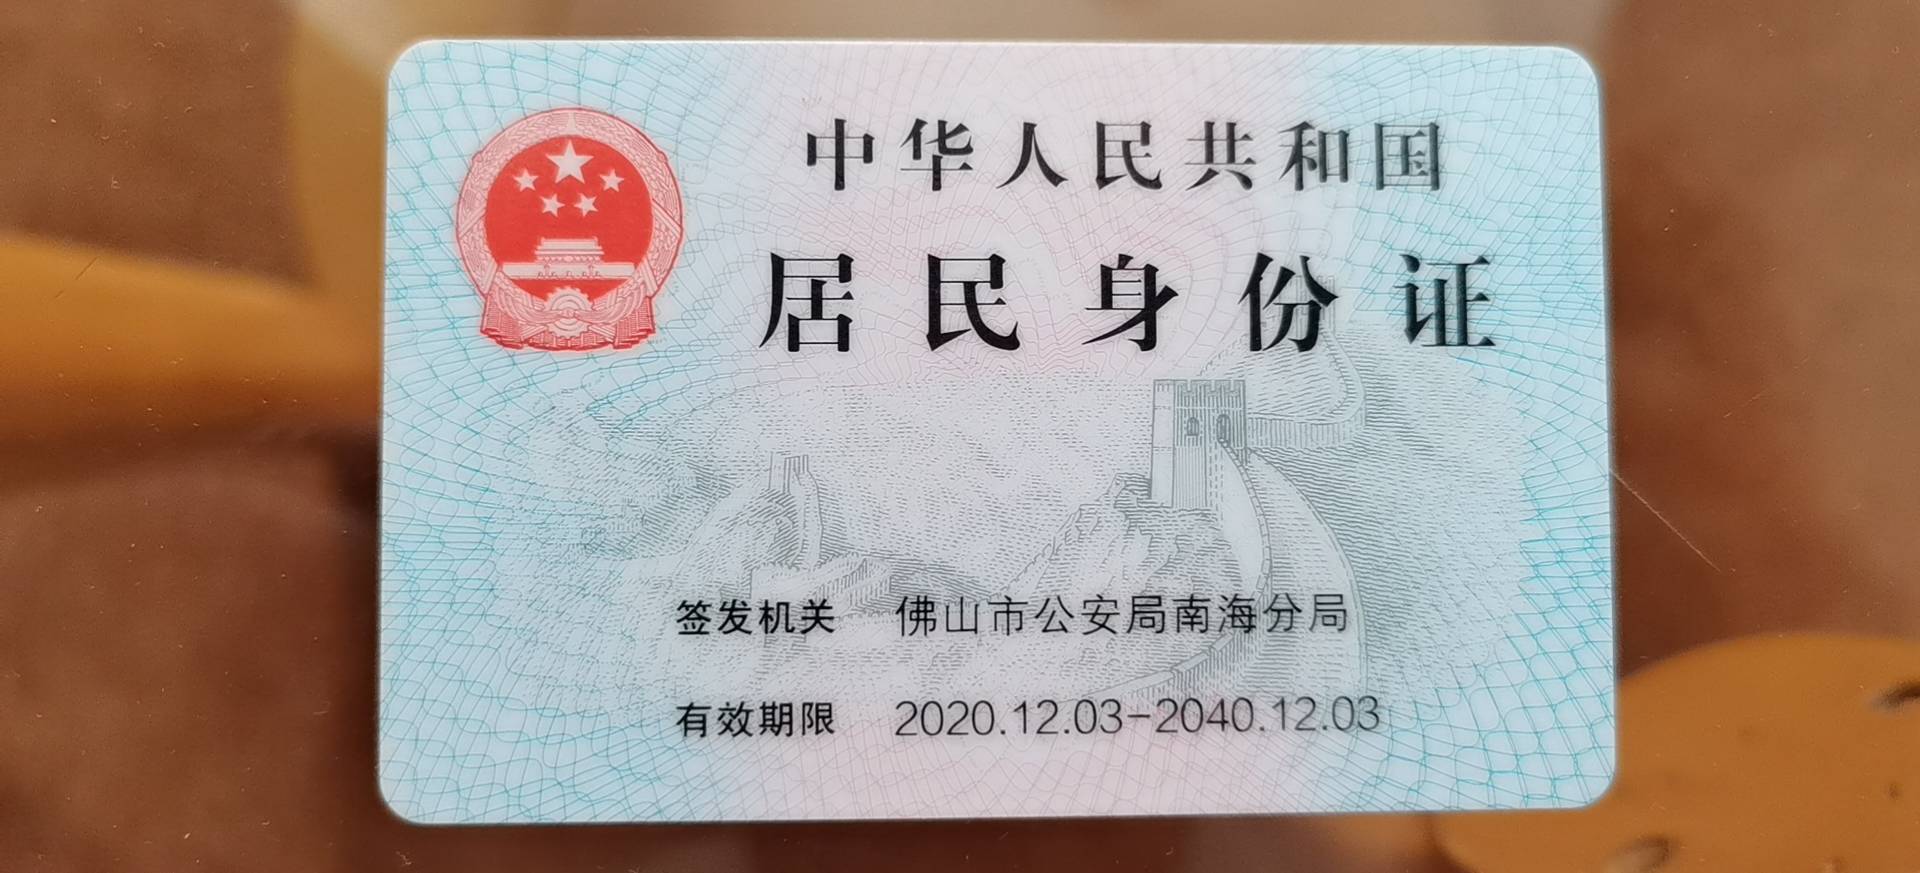 中华人民共和国
居民身份证
签发机关 佛山市公安局南海分局
有效期限 2020.12.03-2040.12.03